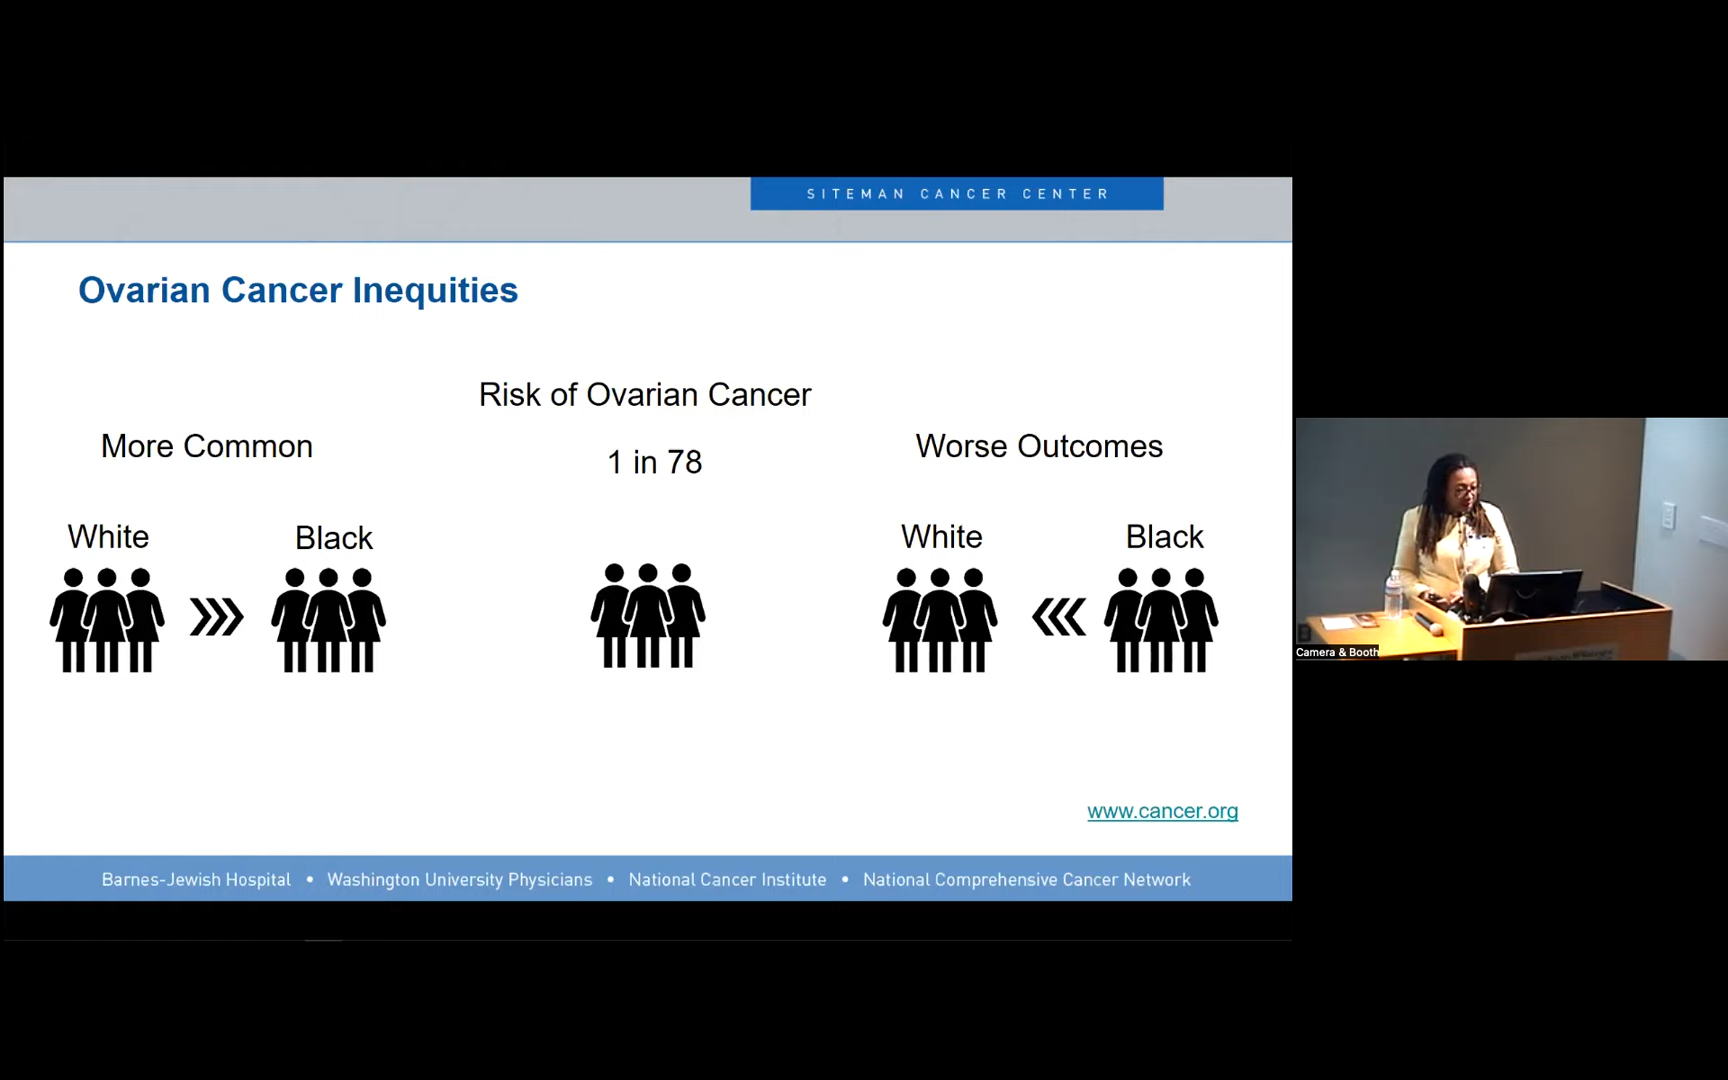 SITEMAN CANCER CENTER
Ovarian Cancer Inequities
Risk of Ovarian Cancer
More Common
1 in 78
Worse Outcomes
White
Black
White
Black
www.cancer.org
Barnes-Jewish Hospital • Washington University Physicians • National Cancer Institute • National Comprehensive Cancer Network
Camera & Booth